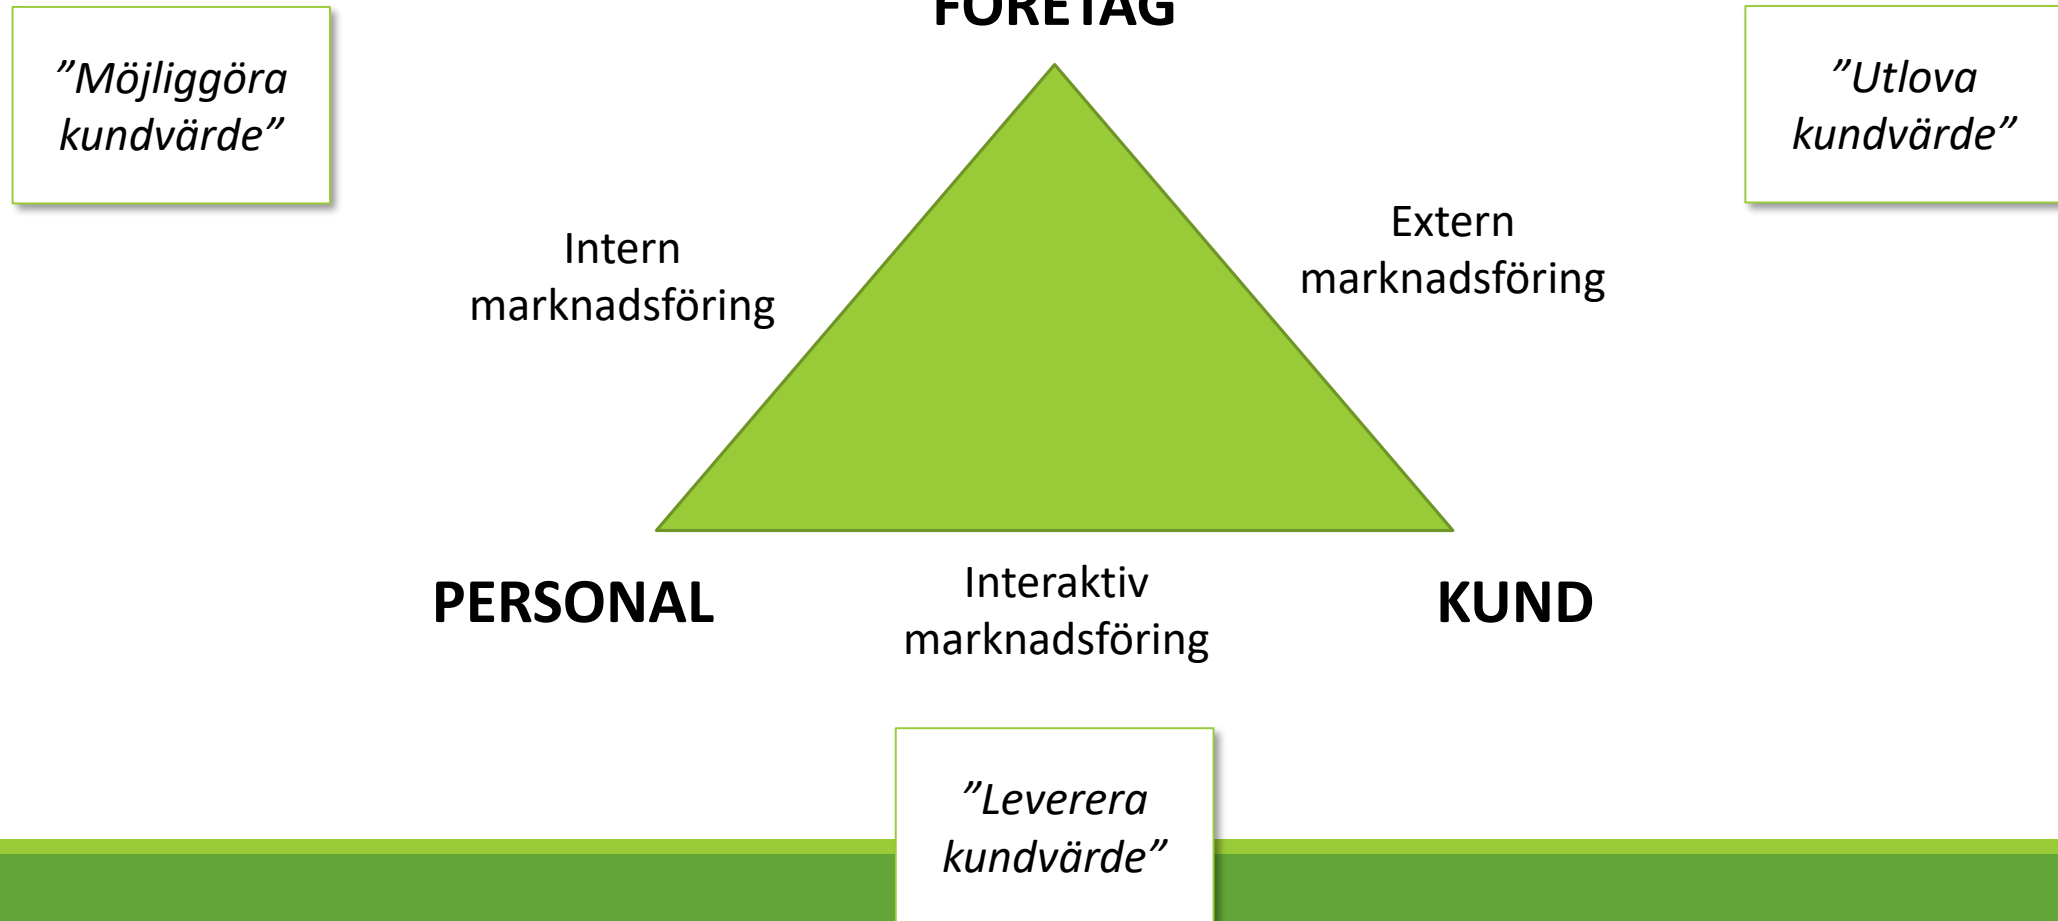 FÖRETAG
”Möjliggöra
kundvärde”
”Utlova
kundvärde”
Intern
marknadsföring
Extern
marknadsföring
PERSONAL
Interaktiv
marknadsföring
KUND
”Leverera
kundvärde”